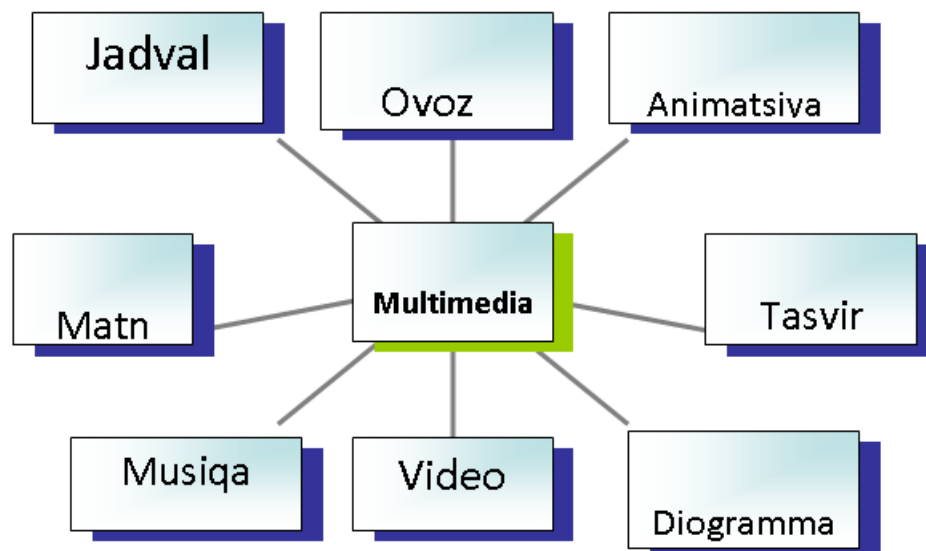 Jadval
Ovoz
Animatsiya
Matn
Multimedia
Tasvir
Musiqa
Video
Diogramma